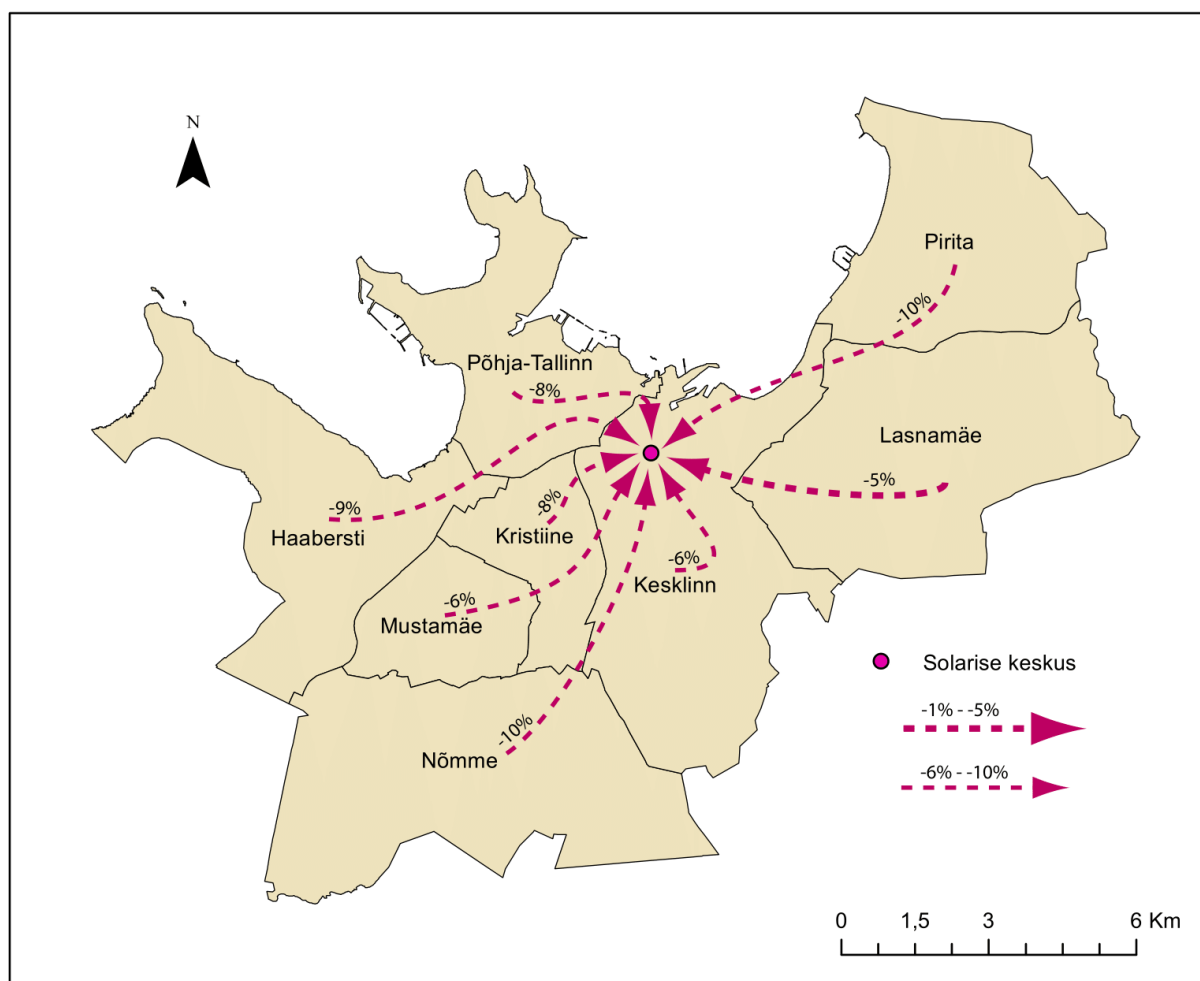 N
Pirita
-10%
Põhja-Tallinn
-8%
Lasnamäe
-5%
-9%
Haabersti
-8%
Kristiine
-6%
Kesklinn
-6%
Mustamäe
-10%
Nõmme
Solarise keskus
-1% - -5%
-6% - -10%
0 1,5 3 6 Km